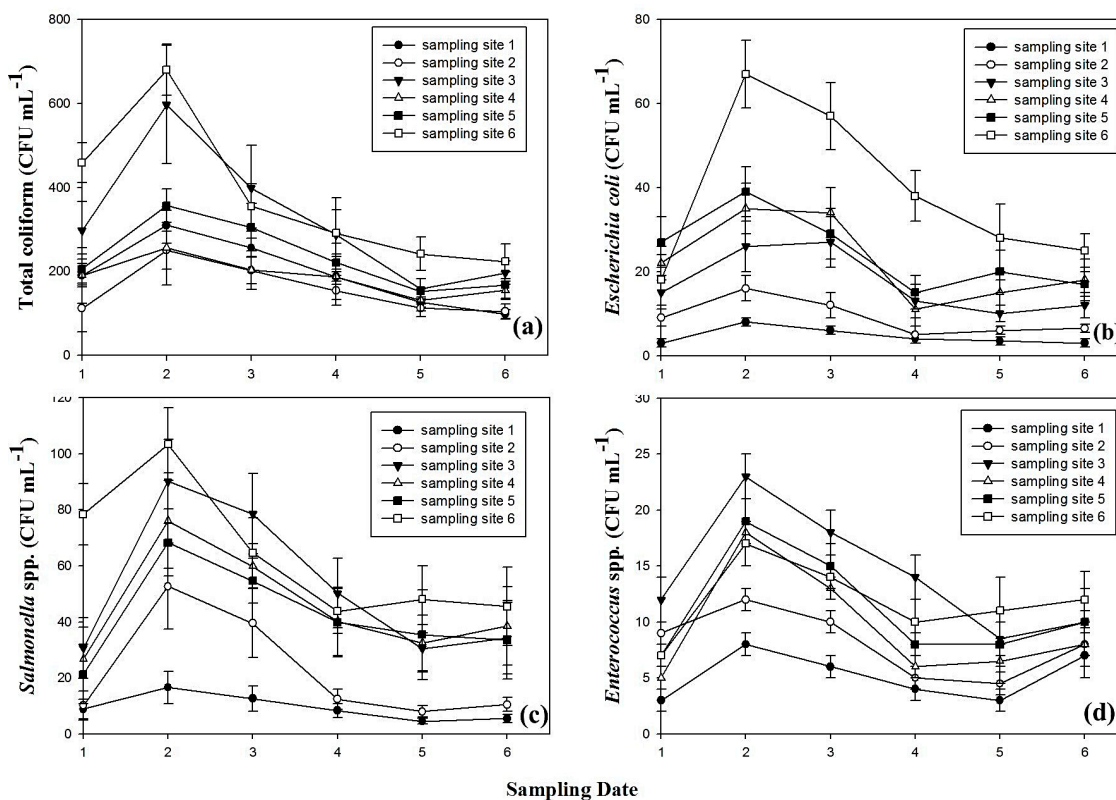 800
600
400
200
0
Total coliform (CFU mL-1)
1 2 3 4 5 6
sampling site 1
sampling site 2
sampling site 3
sampling site 4
sampling site 5
sampling site 6
(a)
80
60
40
20
0
Escherichia coli (CFU mL-1)
1 2 3 4 5 6
sampling site 1
sampling site 2
sampling site 3
sampling site 4
sampling site 5
sampling site 6
(b)
120
100
80
60
40
20
0
Salmonella spp. (CFU mL-1)
1 2 3 4 5 6
sampling site 1
sampling site 2
sampling site 3
sampling site 4
sampling site 5
sampling site 6
(c)
30
25
20
15
10
5
0
Enterococcus spp. (CFU mL-1)
1 2 3 4 5 6
sampling site 1
sampling site 2
sampling site 3
sampling site 4
sampling site 5
sampling site 6
(d)
Sampling Date